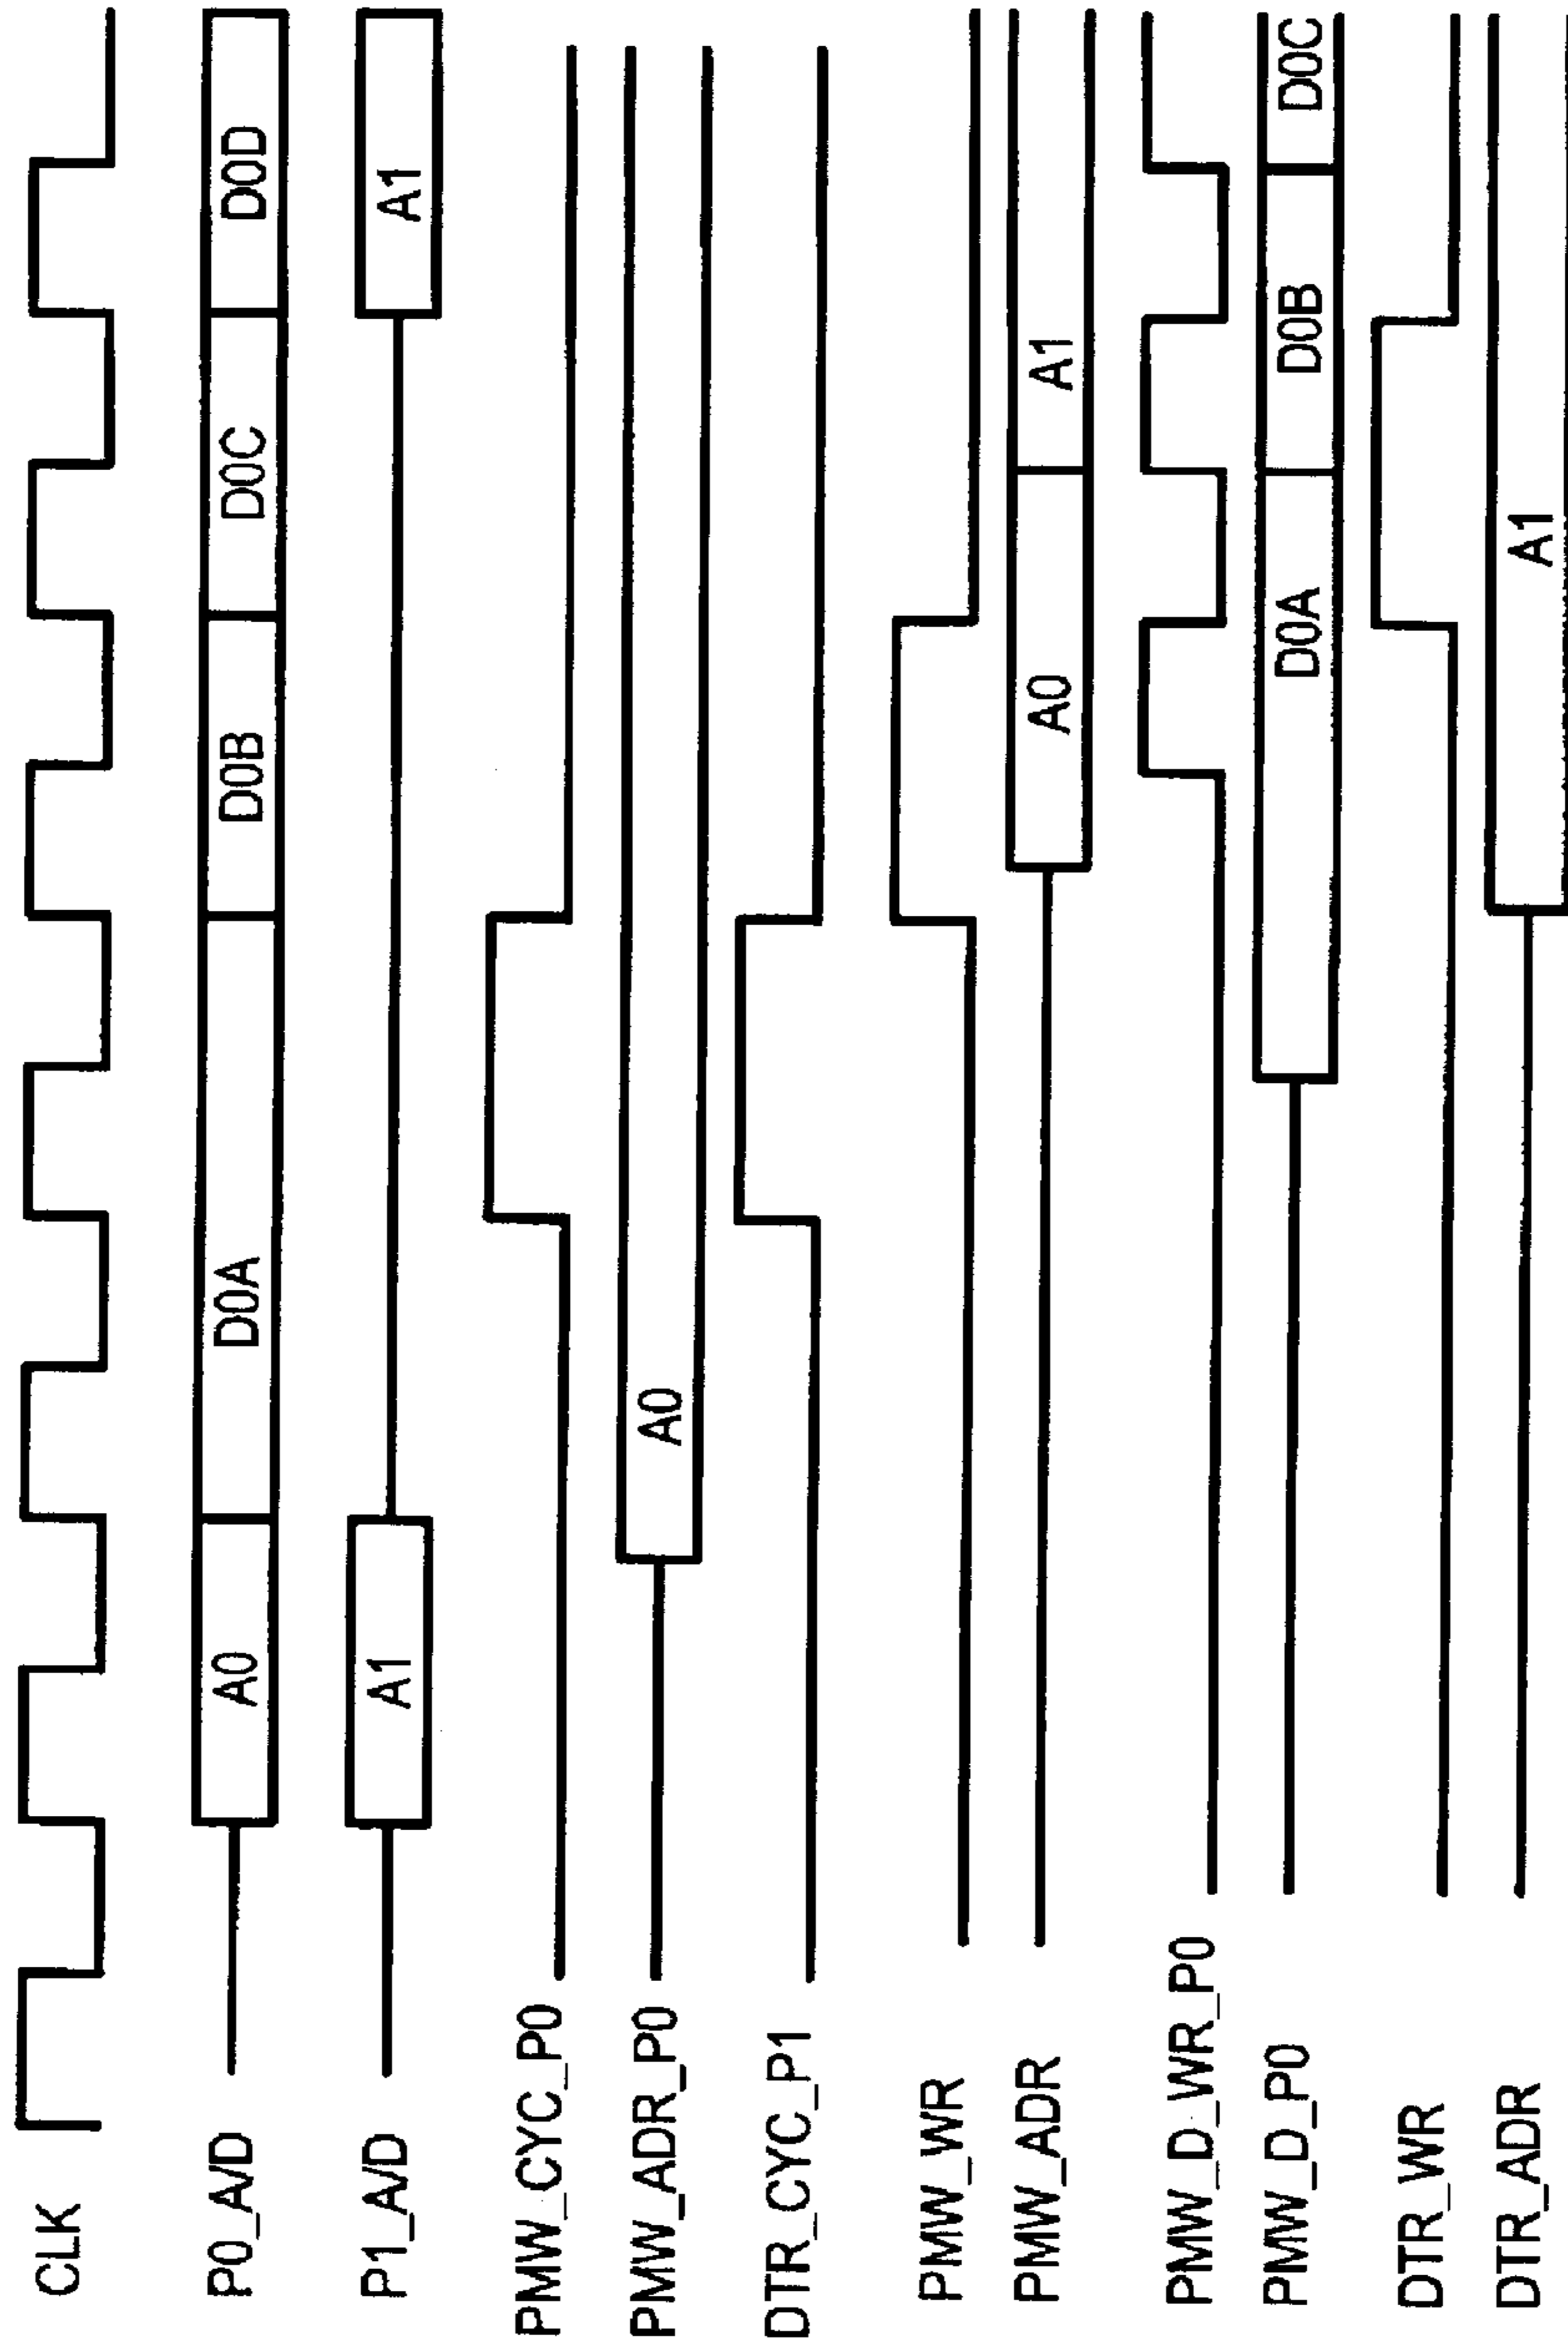 CLK
P0_A/D A0 D0A D0B D0C D0D
P1_A/D A1 A1
PMW_CYC_P0
PMW_ADR_P0 A0
DTR_CYC_P1
PMW_WR
PMW_ADR A0 A1
PMW_D_WR_P0
PMW_D_P0 D0A D0B D0C
DTR_WR
DTR_ADR A1